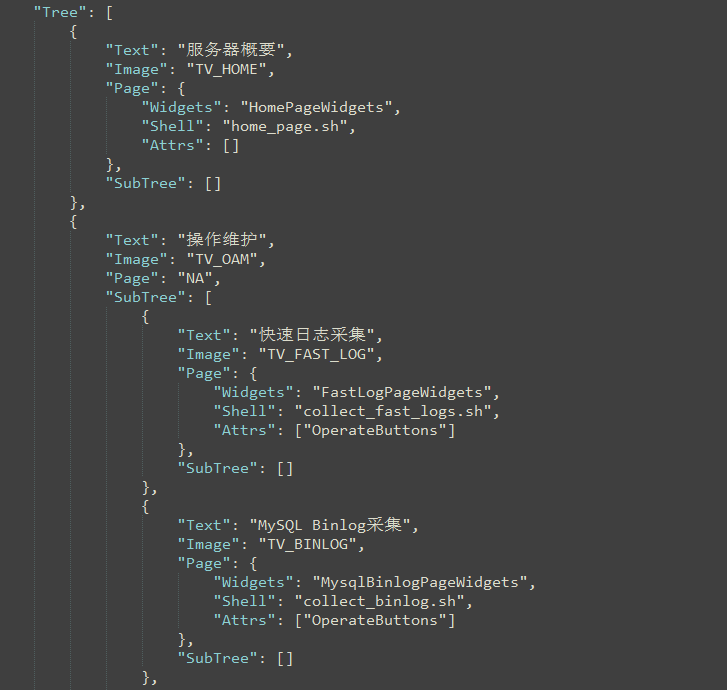 "Tree": [
{
"Text": "服务器概要",
"Image": "TV_HOME",
"Page": {
"Widgets": "HomePageWidgets",
"Shell": "home_page.sh",
"Attrs": []
},
"SubTree": []
},
{
"Text": "操作维护",
"Image": "TV_OAM",
"Page": "NA",
"SubTree": [
{
"Text": "快速日志采集",
"Image": "TV_FAST_LOG",
"Page": {
"Widgets": "FastLogPageWidgets",
"Shell": "collect_fast_logs.sh",
"Attrs": ["OperateButtons"]
},
"SubTree": []
},
{
"Text": "MySQL Binlog采集",
"Image": "TV_BINLOG",
"Page": {
"Widgets": "MysqlBinlogPageWidgets",
"Shell": "collect_binlog.sh",
"Attrs": ["OperateButtons"]
},
"SubTree": []
},